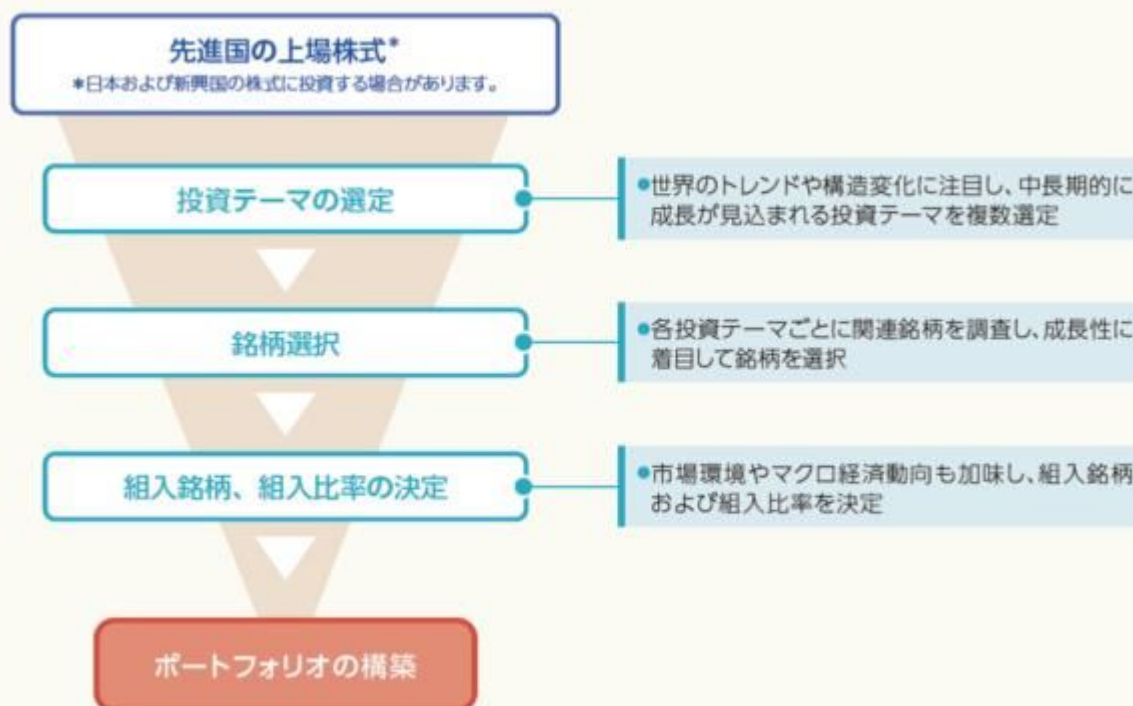 先進国の上場株式*
*日本および新興国の株式に投資する場合があります。
投資テーマの選定
●世界のトレンドや構造変化に注目し、中長期的に
成長が見込まれる投資テーマを複数選定
銘柄選択
●各投資テーマごとに関連銘柄を調査し、成長性に
着目して銘柄を選択
組入銘柄、組入比率の決定
●市場環境やマクロ経済動向も加味し、組入銘柄
および組入比率を決定
ポートフォリオの構築